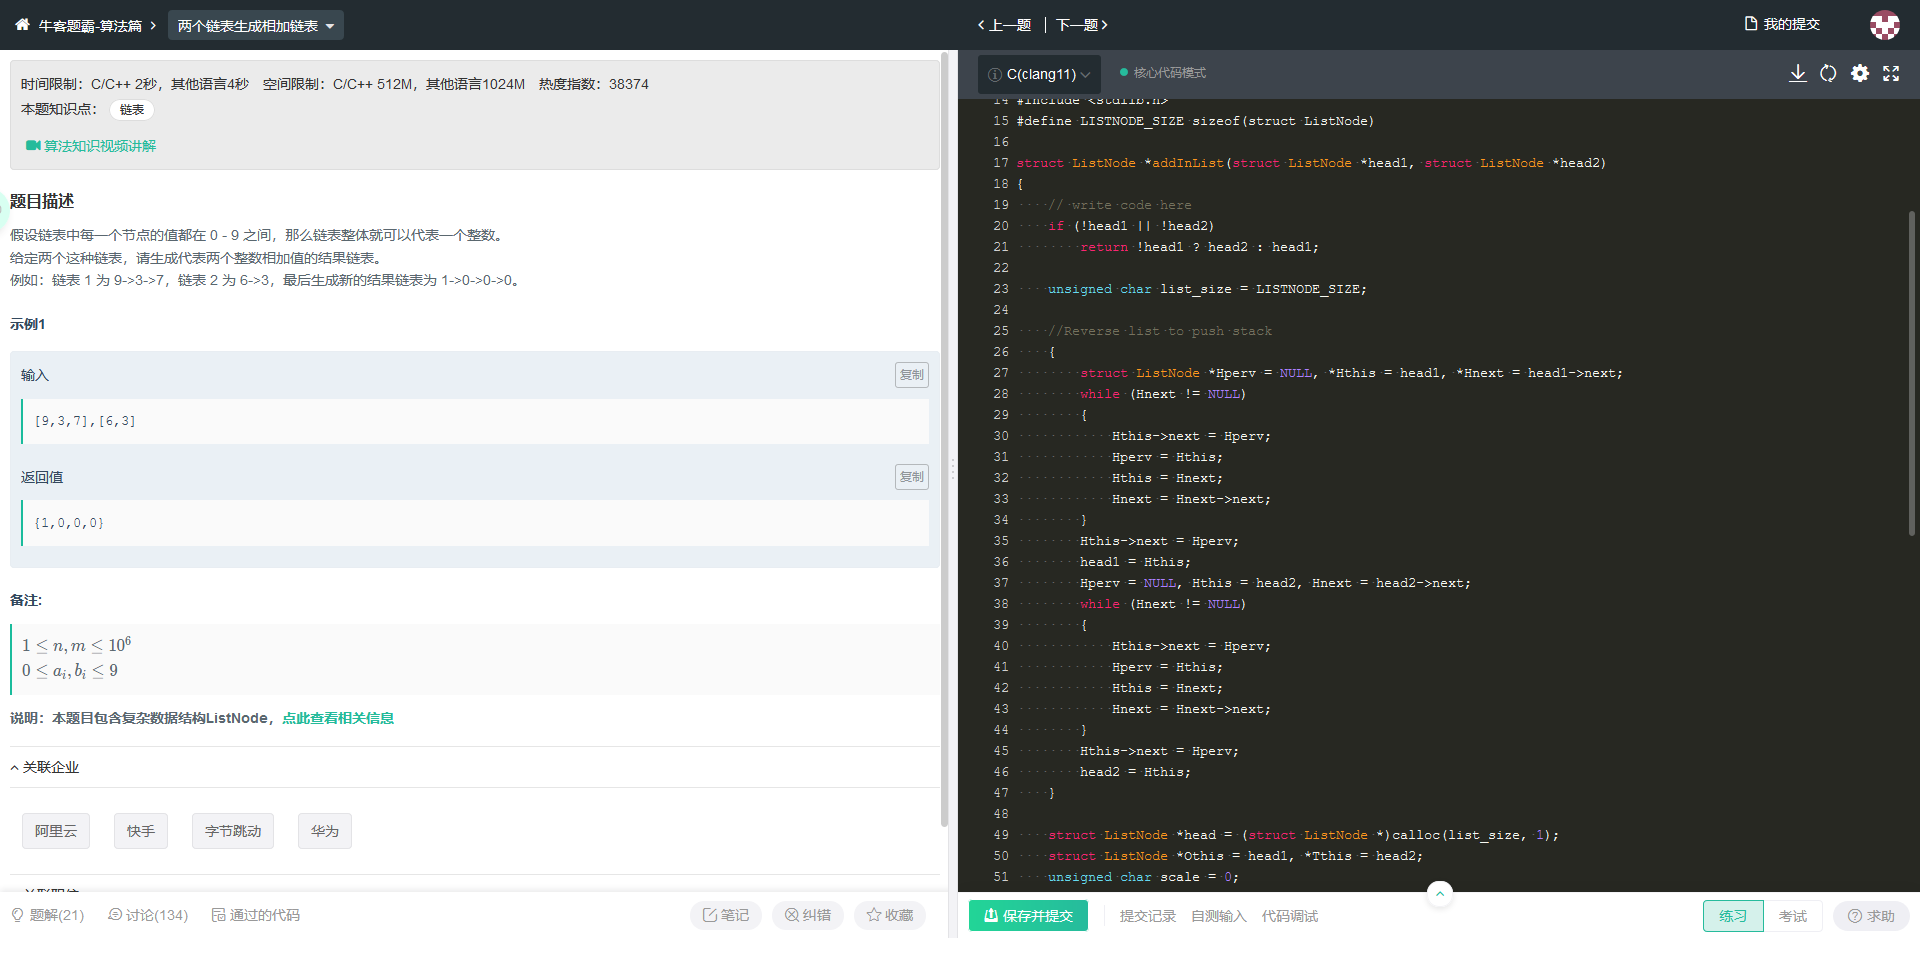 牛客题霸-算法篇 > 两个链表生成相加链表
上一题 | 下一题
我的提交
时间限制：C/C++ 2秒，其他语言4秒 空间限制：C/C++ 512M，其他语言1024M 热度指数：38374
本题知识点： 链表
算法知识视频讲解
题目描述
假设链表中每一个节点的值都在 0 - 9 之间，那么链表整体就可以代表一个整数。
给定两个这种链表，请生成代表两个整数相加值的结果链表。
例如：链表 1 为 9->3->7，链表 2 为 6->3，最后生成新的结果链表为 1->0->0->0。
示例1
输入 复制
[9,3,7],[6,3]
返回值 复制
{1,0,0,0}
备注:
1 ≤ n, m ≤ 10^6
0 ≤ a_i, b_i ≤ 9
说明：本题目包含复杂数据结构ListNode，点此查看相关信息
关联企业
阿里云 快手 字节跳动 华为
题解(21) 讨论(134) 通过的代码 笔记 纠错 收藏
C(clang11) 核心代码模式
14 #include <stdlib.h>
15 #define LISTNODE_SIZE sizeof(struct ListNode)
16
17 struct ListNode *addInList(struct ListNode *head1, struct ListNode *head2)
18 {
19 // write code here
20 if (!head1 || !head2)
21 return !head1 ? head2 : head1;
22
23 unsigned char list_size = LISTNODE_SIZE;
24
25 //Reverse list to push stack
26 {
27 struct ListNode *Hperv = NULL, *Hthis = head1, *Hnext = head1->next;
28 while (Hnext != NULL)
29 {
30 Hthis->next = Hperv;
31 Hperv = Hthis;
32 Hthis = Hnext;
33 Hnext = Hnext->next;
34 }
35 Hthis->next = Hperv;
36 head1 = Hthis;
37 Hperv = NULL, Hthis = head2, Hnext = head2->next;
38 while (Hnext != NULL)
39 {
40 Hthis->next = Hperv;
41 Hperv = Hthis;
42 Hthis = Hnext;
43 Hnext = Hnext->next;
44 }
45 Hthis->next = Hperv;
46 head2 = Hthis;
47 }
48
49 struct ListNode *head = (struct ListNode *)calloc(list_size, 1);
50 struct ListNode *Othis = head1, *Tthis = head2;
51 unsigned char scale = 0;
保存并提交 提交记录 自测输入 代码调试 练习 考试 求助